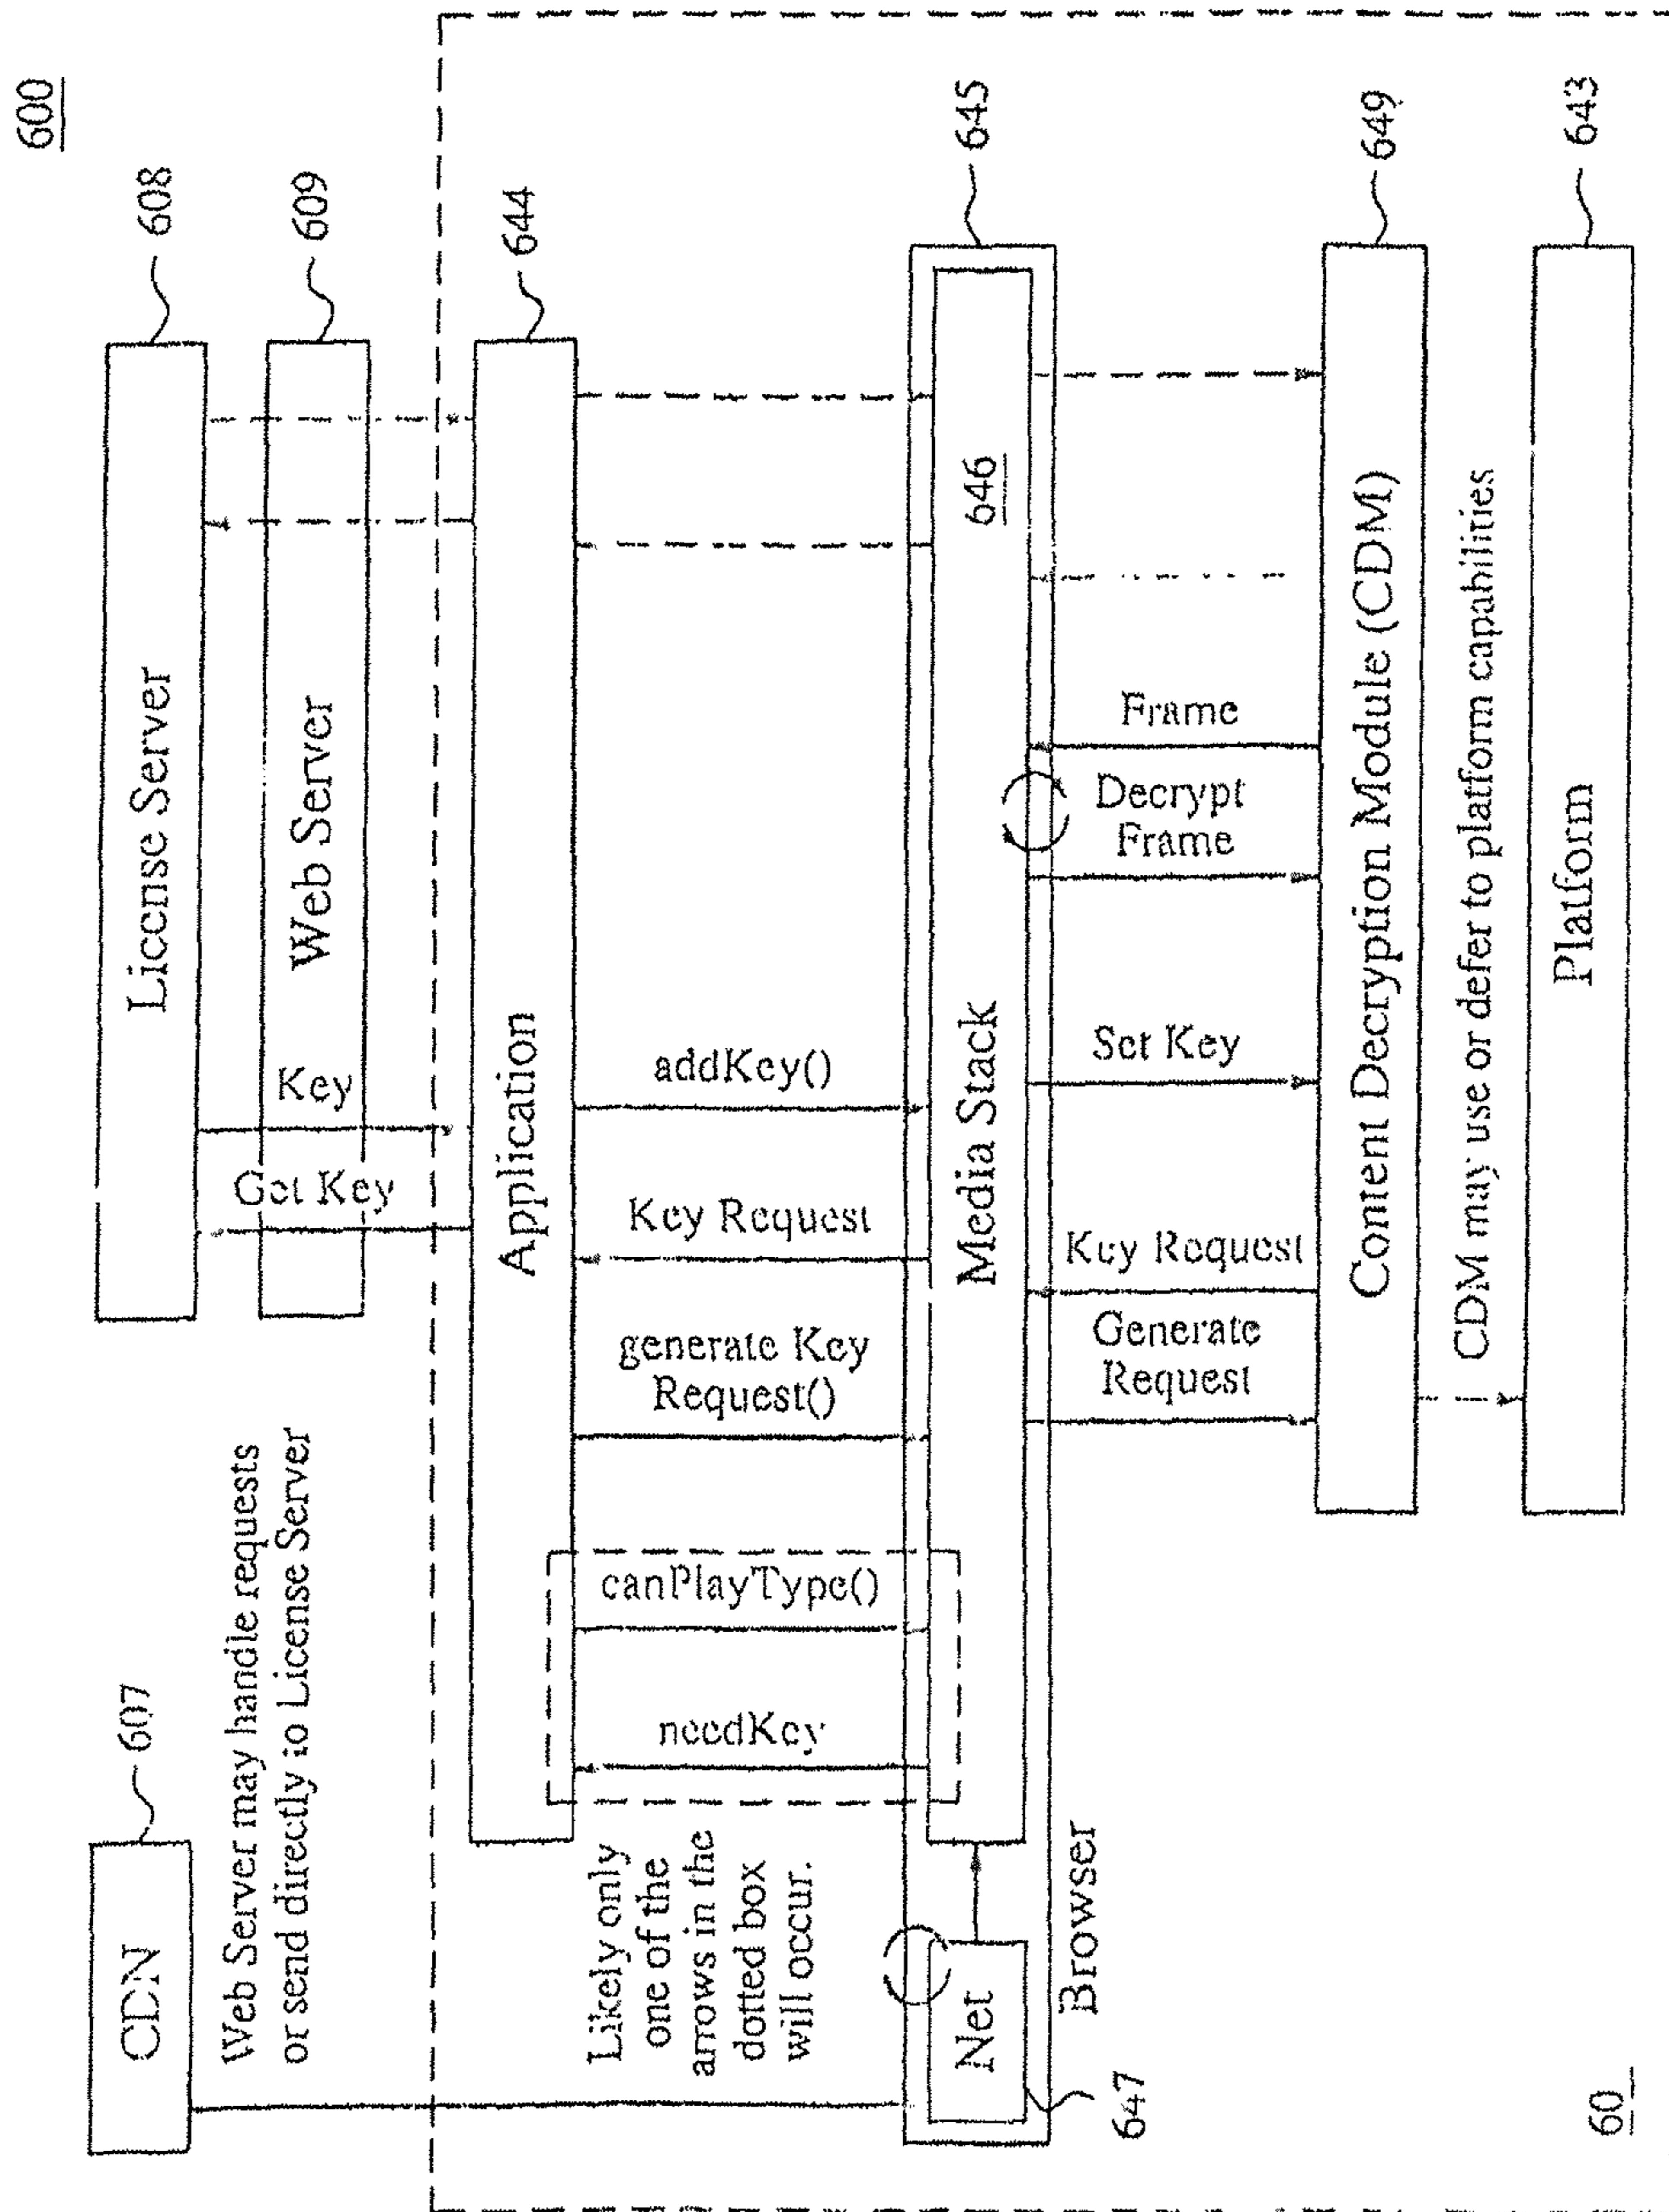 600
CDN
607
License Server
608
Web Server may handle requests
or send directly to License Server
Get Key
Key
Web Server
609
Application
644
Likely only
one of the
arrows in the
dotted box
will occur.
needKey
canPlayType()
generate Key
Request()
Key Request
addKey()
Net
647
Media Stack
646
645
Browser
Generate
Request
Key Request
Set Key
Decrypt
Frame
Frame
Content Decryption Module (CDM)
649
CDM may use or defer to platform capabilities
Platform
643
60